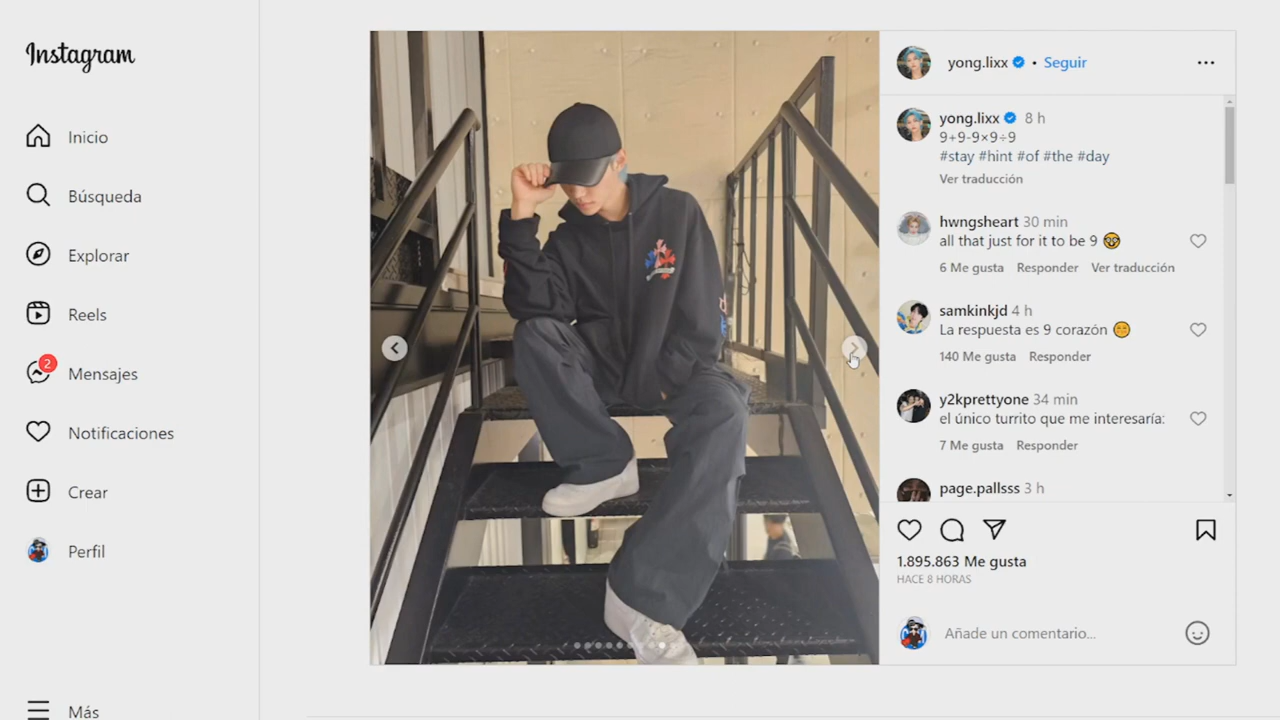 Instagram
Inicio
Búsqueda
Explorar
Reels
2
Mensajes
Notificaciones
Crear
Perfil
Más
yong.lixx • Seguir
yong.lixx 8 h
9+9-9×9÷9
#stay #hint #of #the #day
Ver traducción
hwngsheart 30 min
all that just for it to be 9 🤓
6 Me gusta Responder Ver traducción
samkinkjd 4 h
La respuesta es 9 corazón 😁
140 Me gusta Responder
y2kprettyone 34 min
el único turrito que me interesaría:
7 Me gusta Responder
page.pallsss 3 h
1.895.863 Me gusta
HACE 8 HORAS
Añade un comentario...